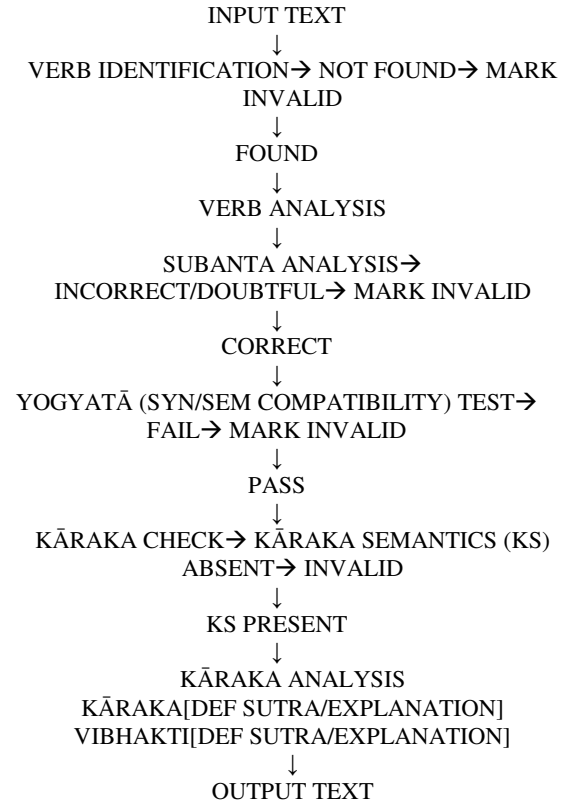 INPUT TEXT
↓
VERB IDENTIFICATION→ NOT FOUND→ MARK
INVALID
↓
FOUND
↓
VERB ANALYSIS
↓
SUBANTA ANALYSIS→
INCORRECT/DOUBTFUL→ MARK INVALID
↓
CORRECT
↓
YOGYATĀ (SYN/SEM COMPATIBILITY) TEST→
FAIL→ MARK INVALID
↓
PASS
↓
KĀRAKA CHECK→ KĀRAKA SEMANTICS (KS)
ABSENT→ INVALID
↓
KS PRESENT
↓
KĀRAKA ANALYSIS
KĀRAKA[DEF SUTRA/EXPLANATION]
VIBHAKTI[DEF SUTRA/EXPLANATION]
↓
OUTPUT TEXT